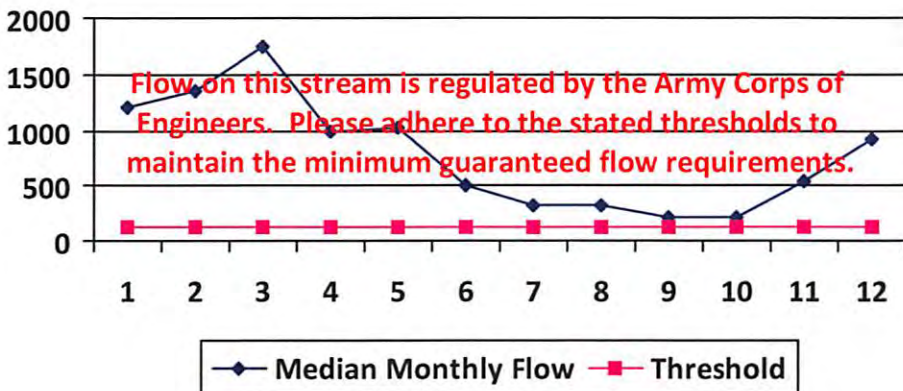 2000
1500
1000
500
0
Flow on this stream is regulated by the Army Corps of
Engineers. Please adhere to the stated thresholds to
maintain the minimum guaranteed flow requirements.
1 2 3 4 5 6 7 8 9 10 11 12
Median Monthly Flow Threshold